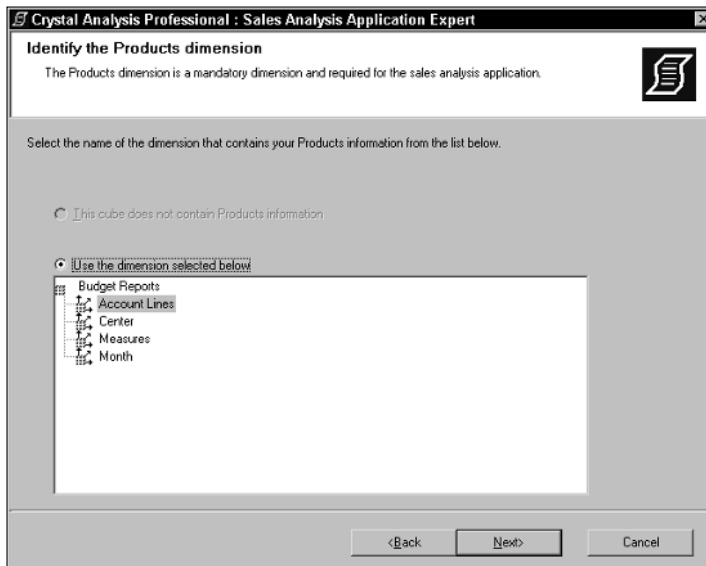 Crystal Analysis Professional : Sales Analysis Application Expert
Identify the Products dimension
The Products dimension is a mandatory dimension and required for the sales analysis application.
Select the name of the dimension that contains your Products information from the list below.
This cube does not contain Products information
Use the dimension selected below
Budget Reports
Account Lines
Center
Measures
Month
<Back
Next>
Cancel